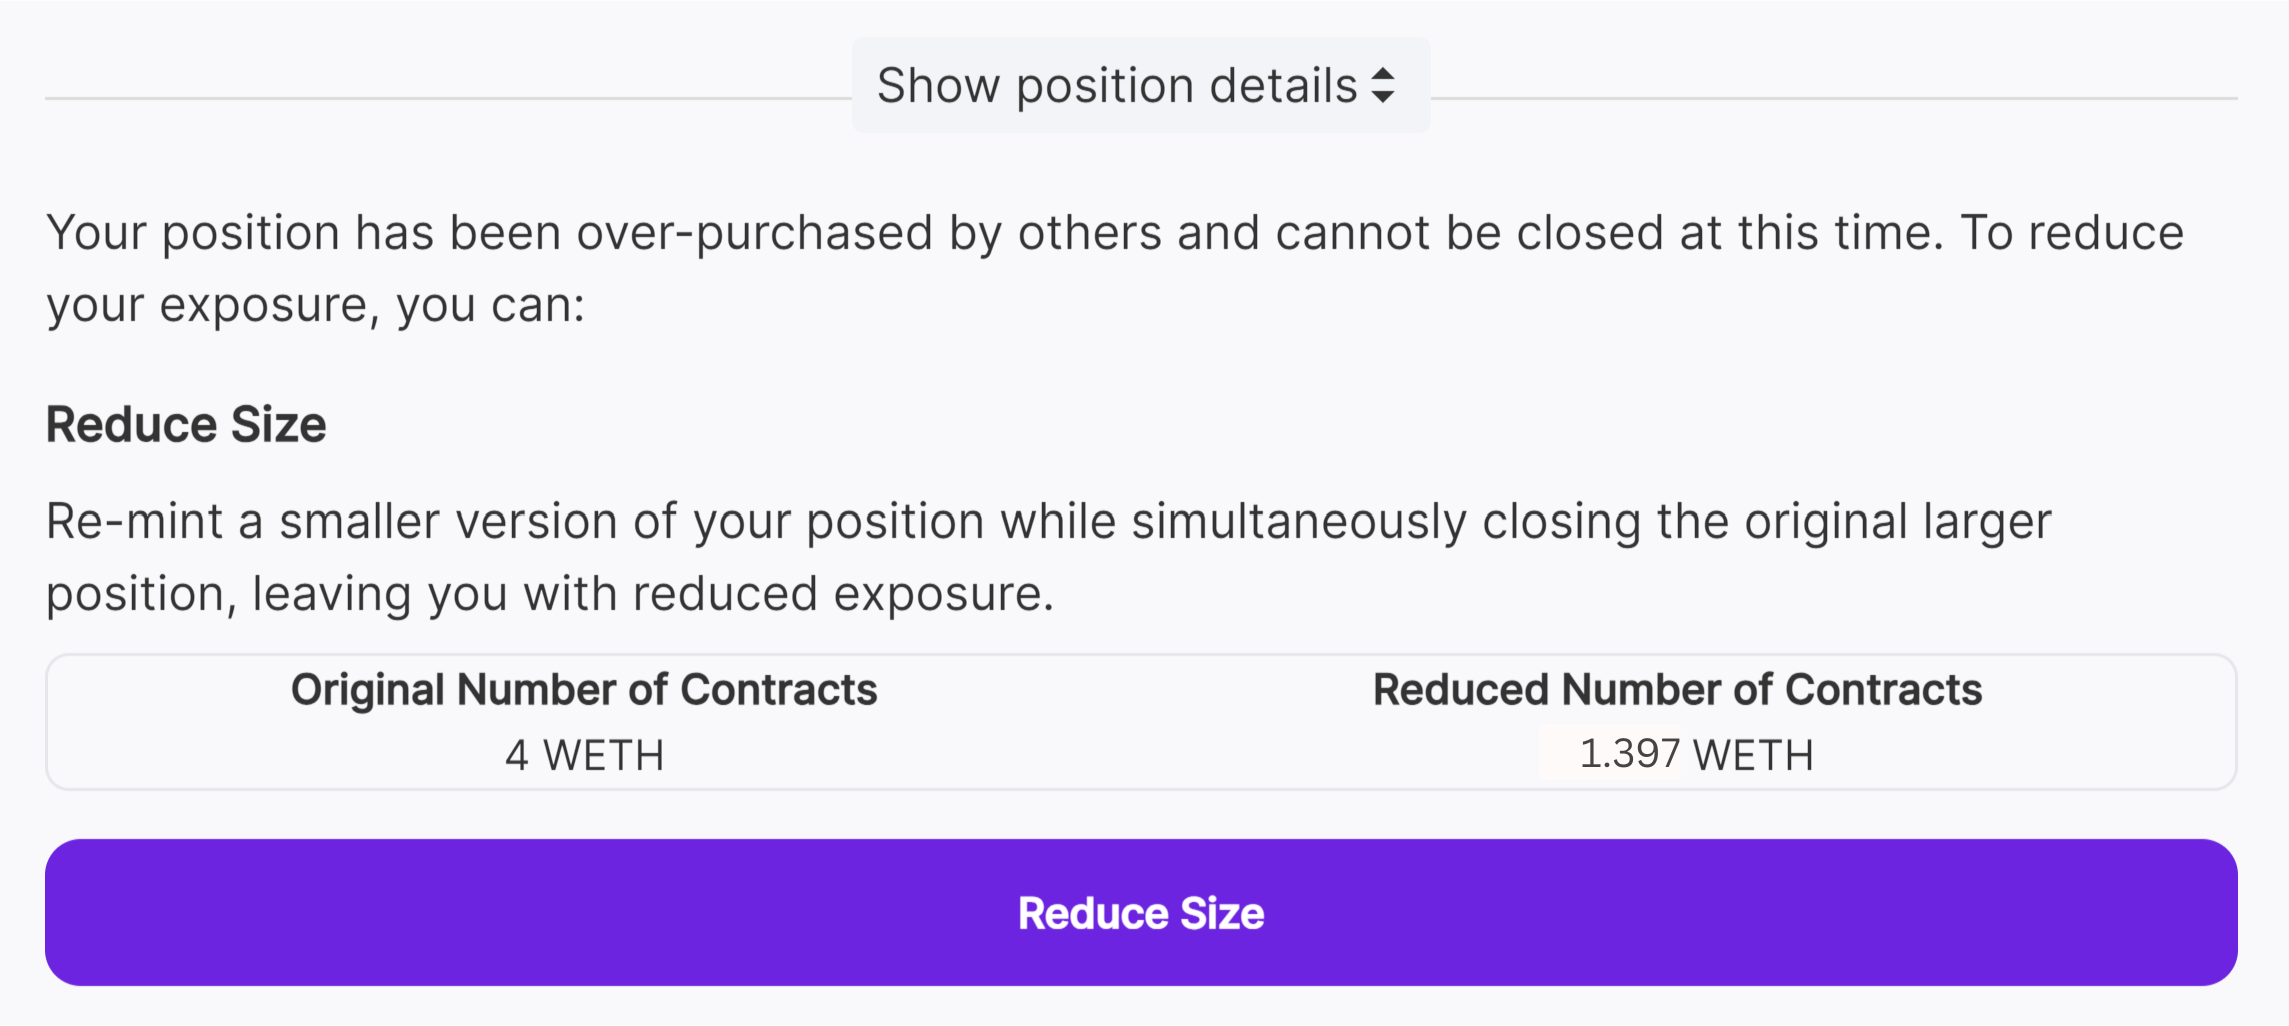 Show position details
Your position has been over-purchased by others and cannot be closed at this time. To reduce
your exposure, you can:
Reduce Size
Re-mint a smaller version of your position while simultaneously closing the original larger
position, leaving you with reduced exposure.
Original Number of Contracts
4 WETH
Reduced Number of Contracts
1.397 WETH
Reduce Size